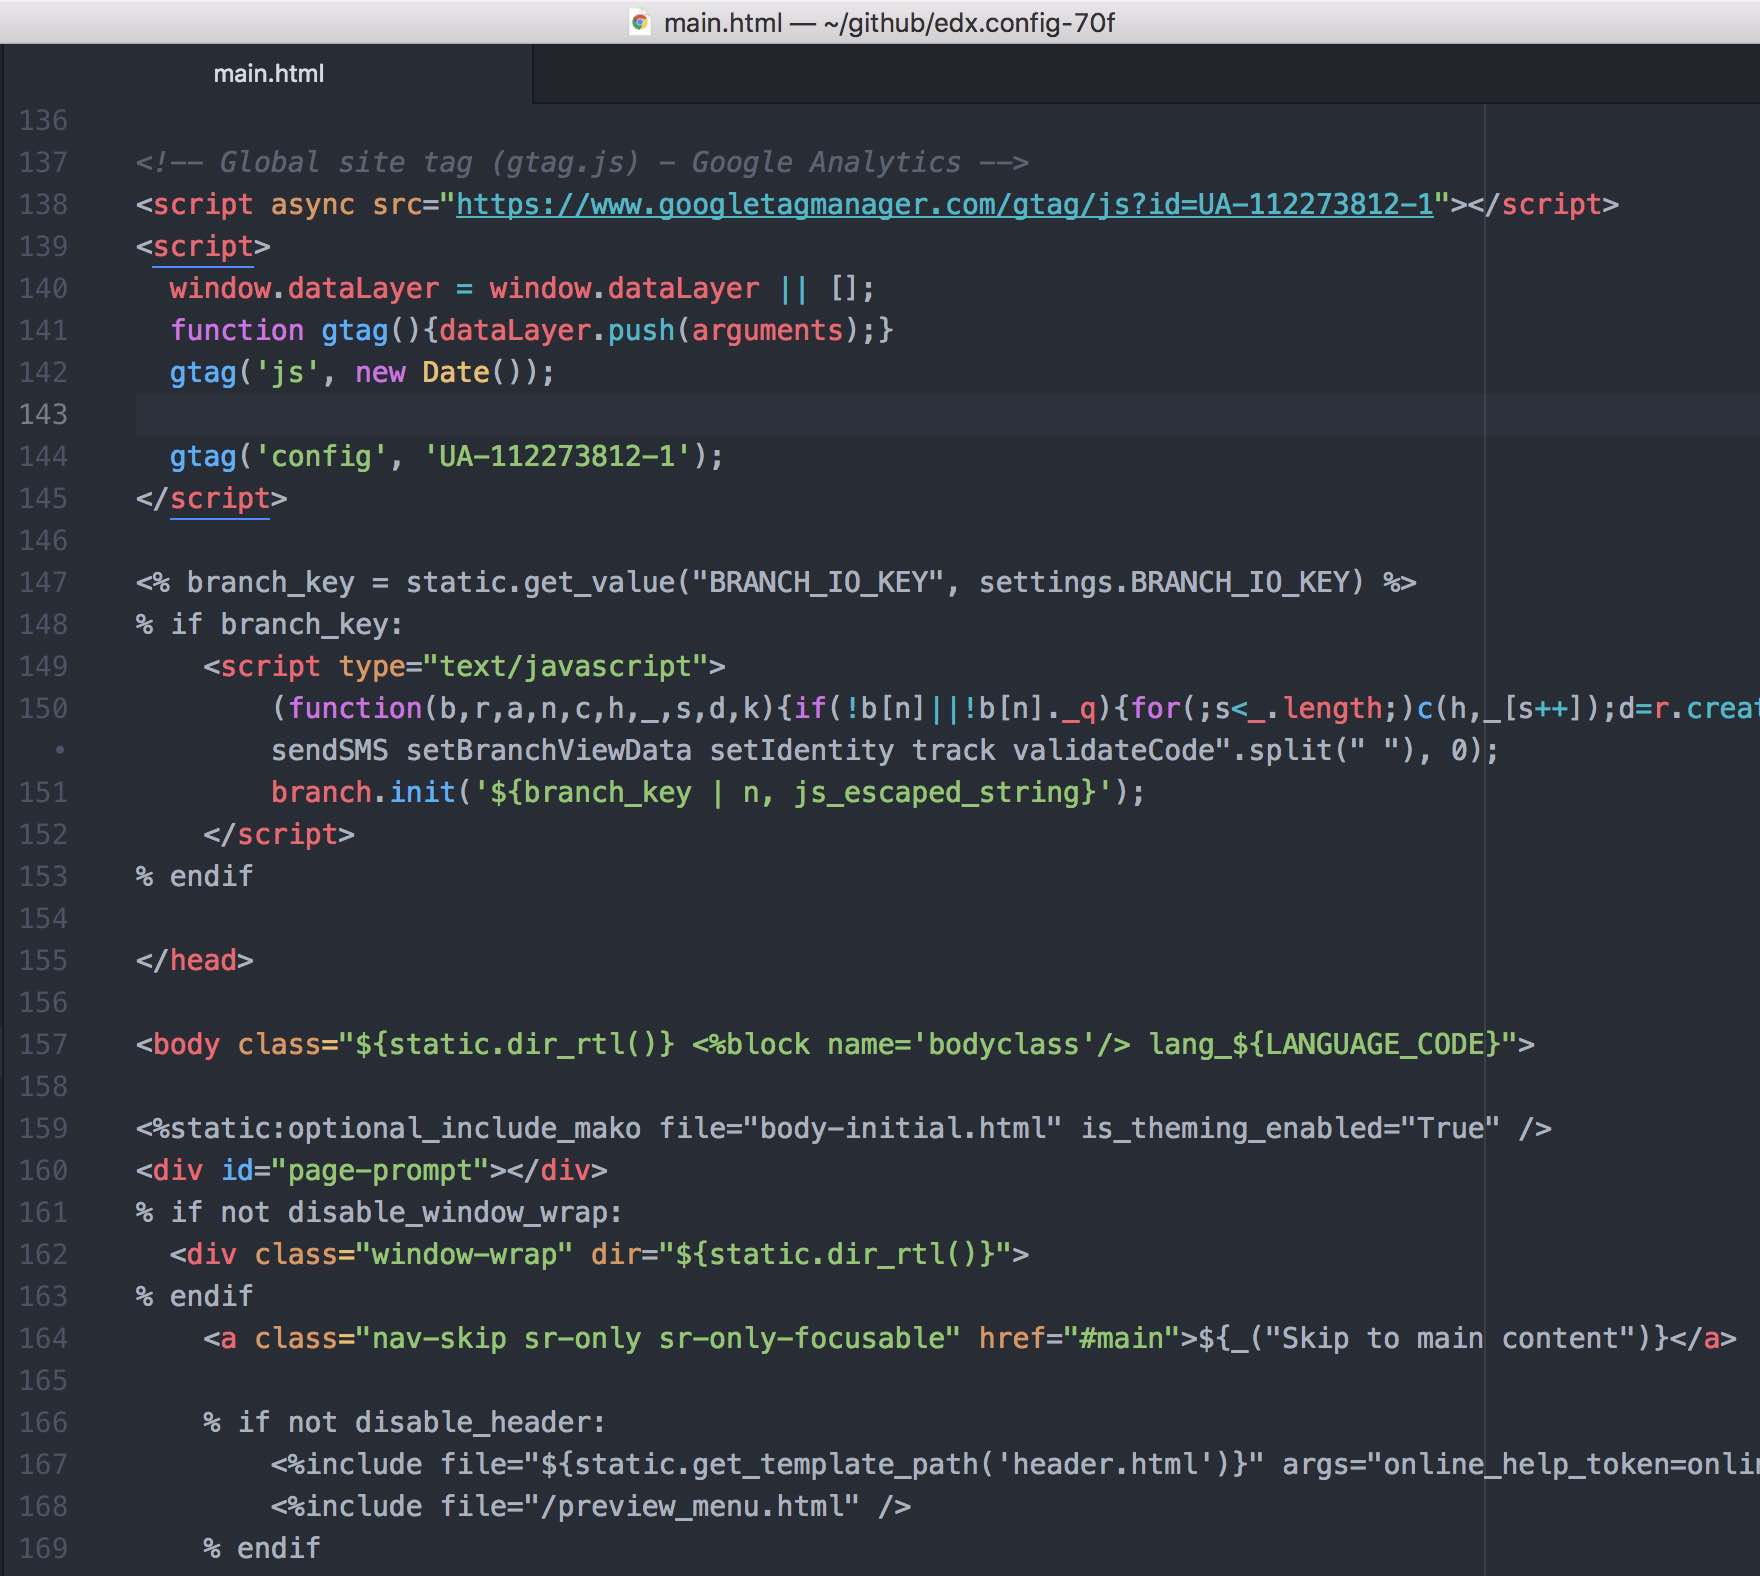 main.html — ~/github/edx.config-70f
main.html
136
137 <!-- Global site tag (gtag.js) - Google Analytics -->
138 <script async src="https://www.googletagmanager.com/gtag/js?id=UA-112273812-1"></script>
139 <script>
140   window.dataLayer = window.dataLayer || [];
141   function gtag(){dataLayer.push(arguments);}
142   gtag('js', new Date());
143
144   gtag('config', 'UA-112273812-1');
145 </script>
146
147 <% branch_key = static.get_value("BRANCH_IO_KEY", settings.BRANCH_IO_KEY) %>
148 % if branch_key:
149     <script type="text/javascript">
150         (function(b,r,a,n,c,h,_,s,d,k){if(!b[n]||!b[n]._q){for(;s<_.length;)c(h,_[s++]);d=r.creat
•         sendSMS setBranchViewData setIdentity track validateCode".split(" "), 0);
151         branch.init('${branch_key | n, js_escaped_string}');
152     </script>
153 % endif
154
155 </head>
156
157 <body class="${static.dir_rtl()} <%block name='bodyclass'/> lang_${LANGUAGE_CODE}">
158
159 <%static:optional_include_mako file="body-initial.html" is_theming_enabled="True" />
160 <div id="page-prompt"></div>
161 % if not disable_window_wrap:
162   <div class="window-wrap" dir="${static.dir_rtl()}">
163 % endif
164     <a class="nav-skip sr-only sr-only-focusable" href="#main">${_("Skip to main content")}</a>
165
166     % if not disable_header:
167         <%include file="${static.get_template_path('header.html')}" args="online_help_token=onli
168         <%include file="/preview_menu.html" />
169     % endif